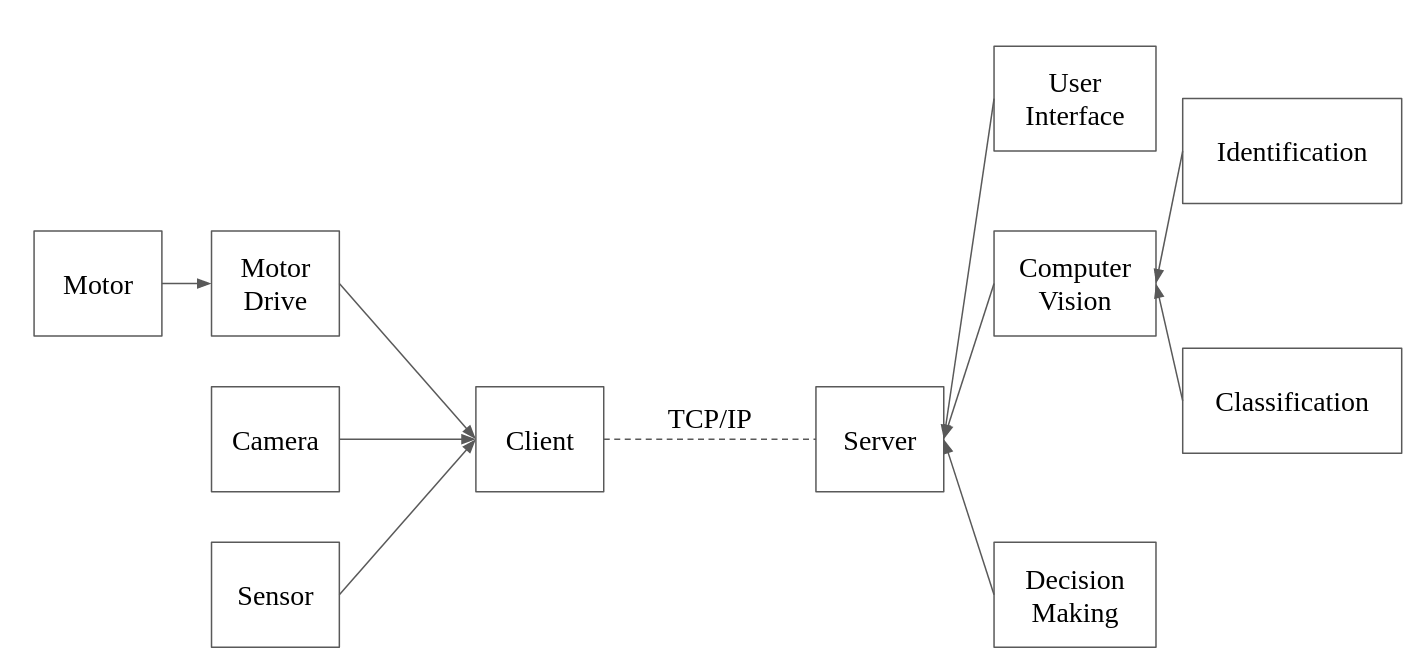 User
Interface
Identification
Motor
Motor
Drive
Computer
Vision
Camera
Client
TCP/IP
Server
Classification
Sensor
Decision
Making